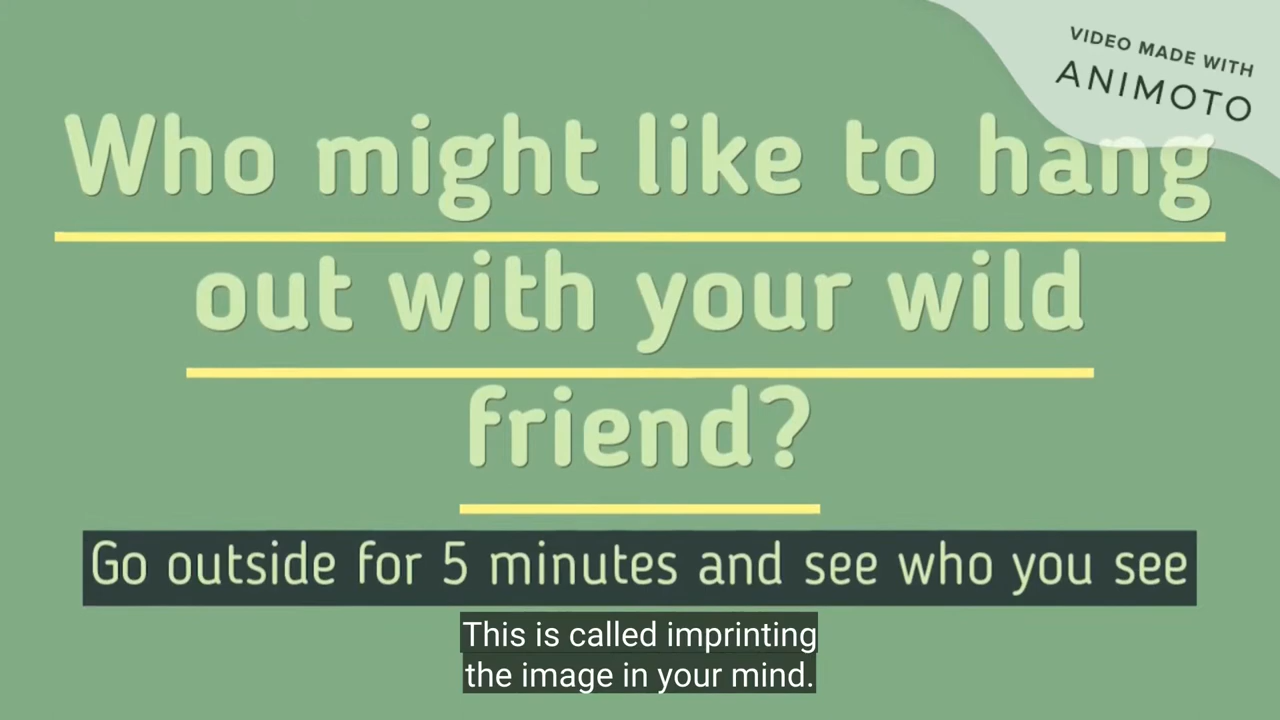 VIDEO MADE WITH
ANIMOTO
Who might like to hang
out with your wild
friend?
Go outside for 5 minutes and see who you see
This is called imprinting
the image in your mind.